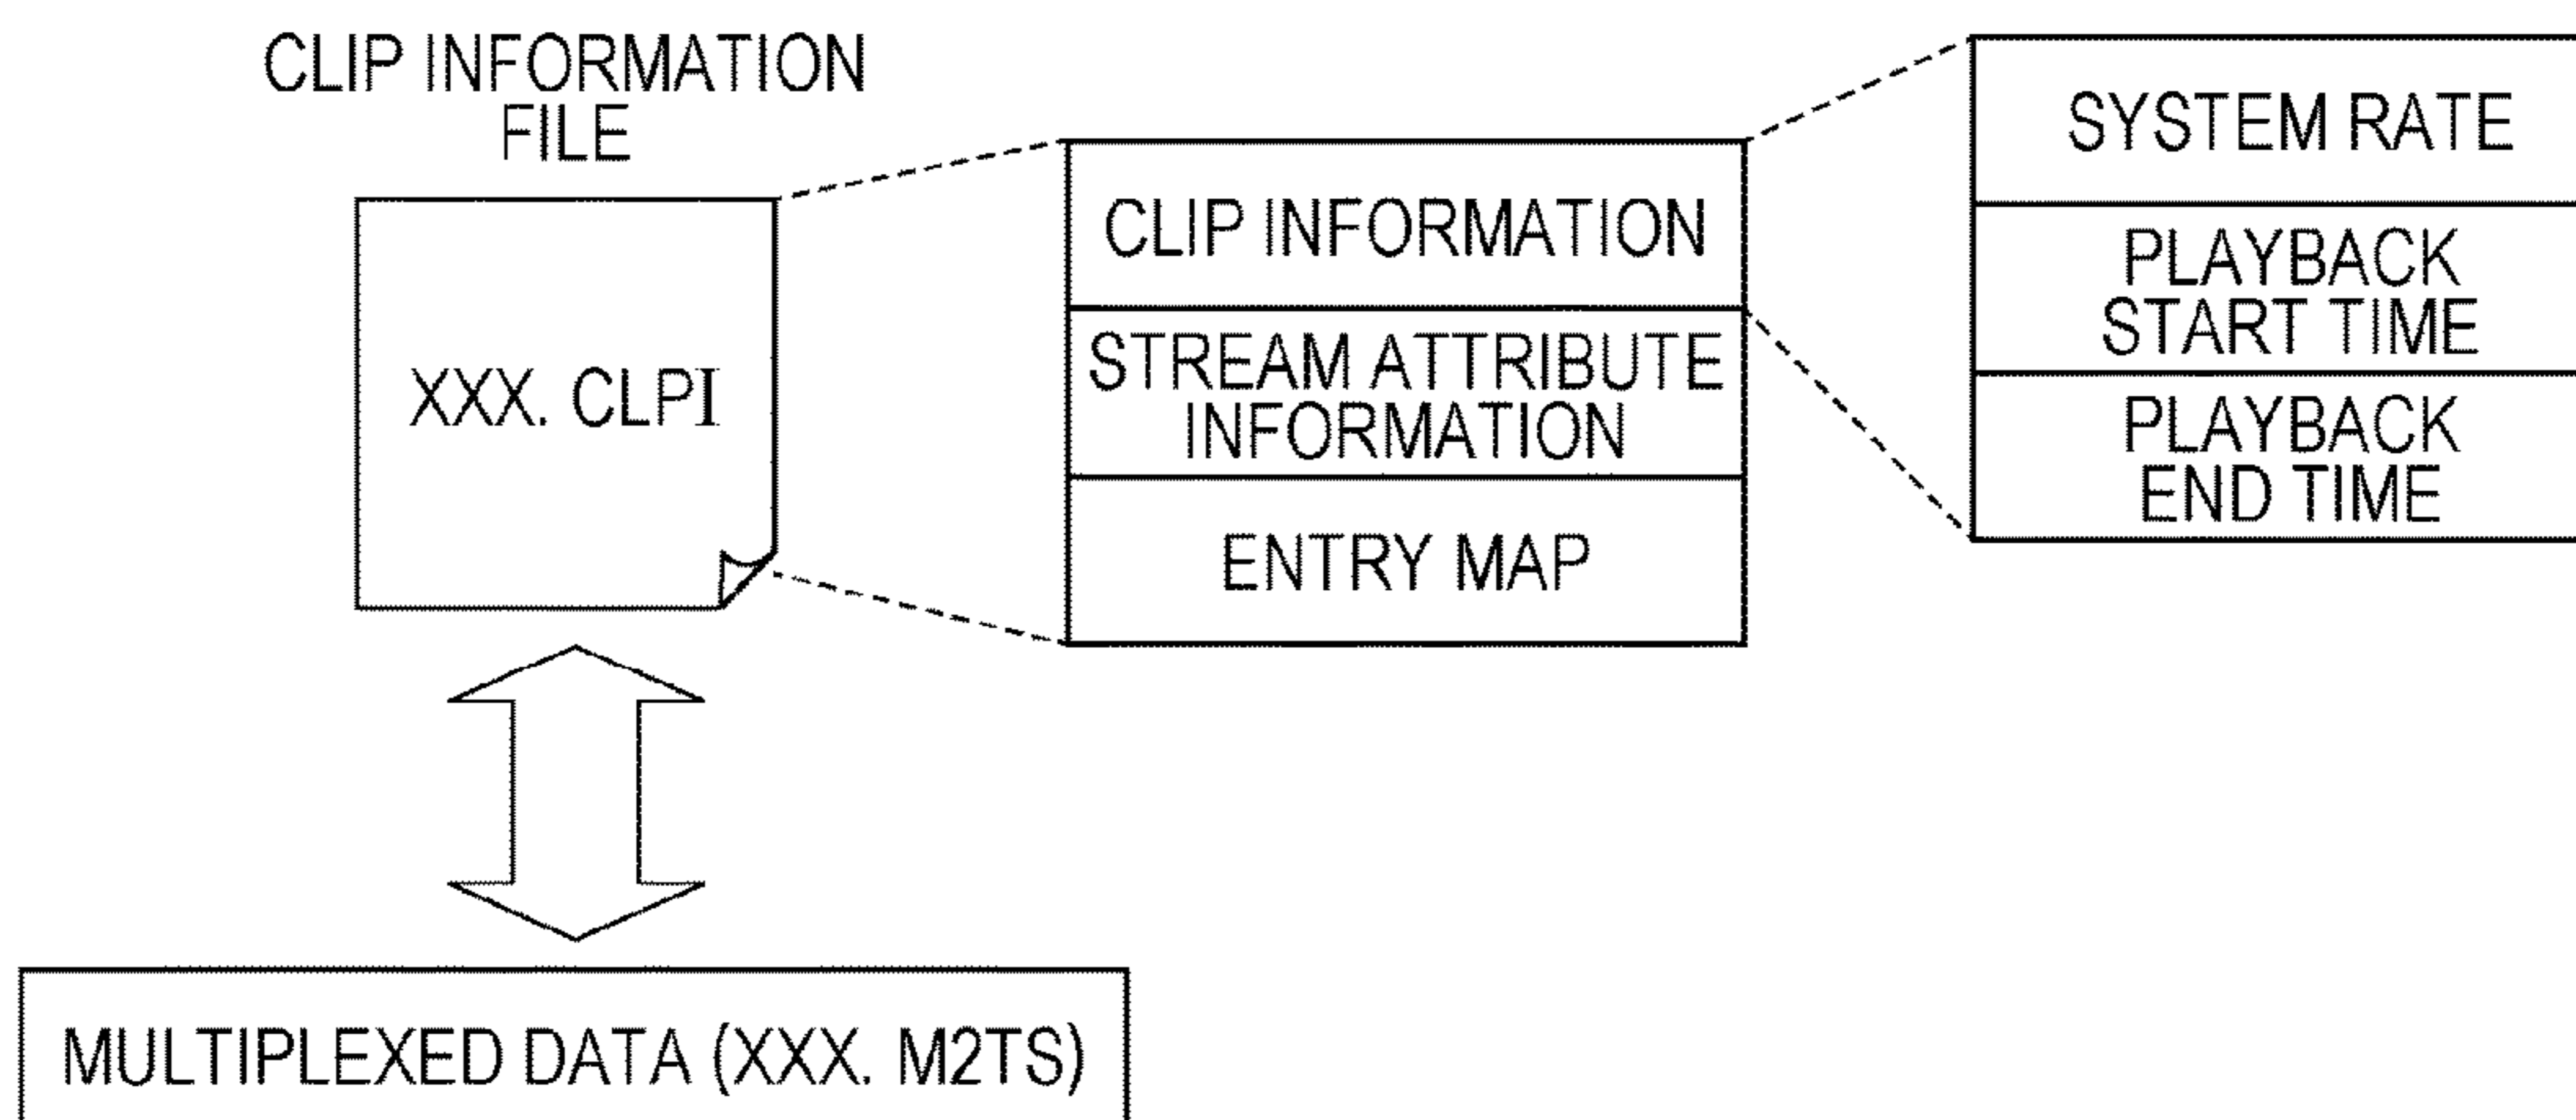 CLIP INFORMATION
FILE
XXX. CLPI
CLIP INFORMATION
STREAM ATTRIBUTE
INFORMATION
ENTRY MAP
SYSTEM RATE
PLAYBACK
START TIME
PLAYBACK
END TIME
MULTIPLEXED DATA (XXX. M2TS)